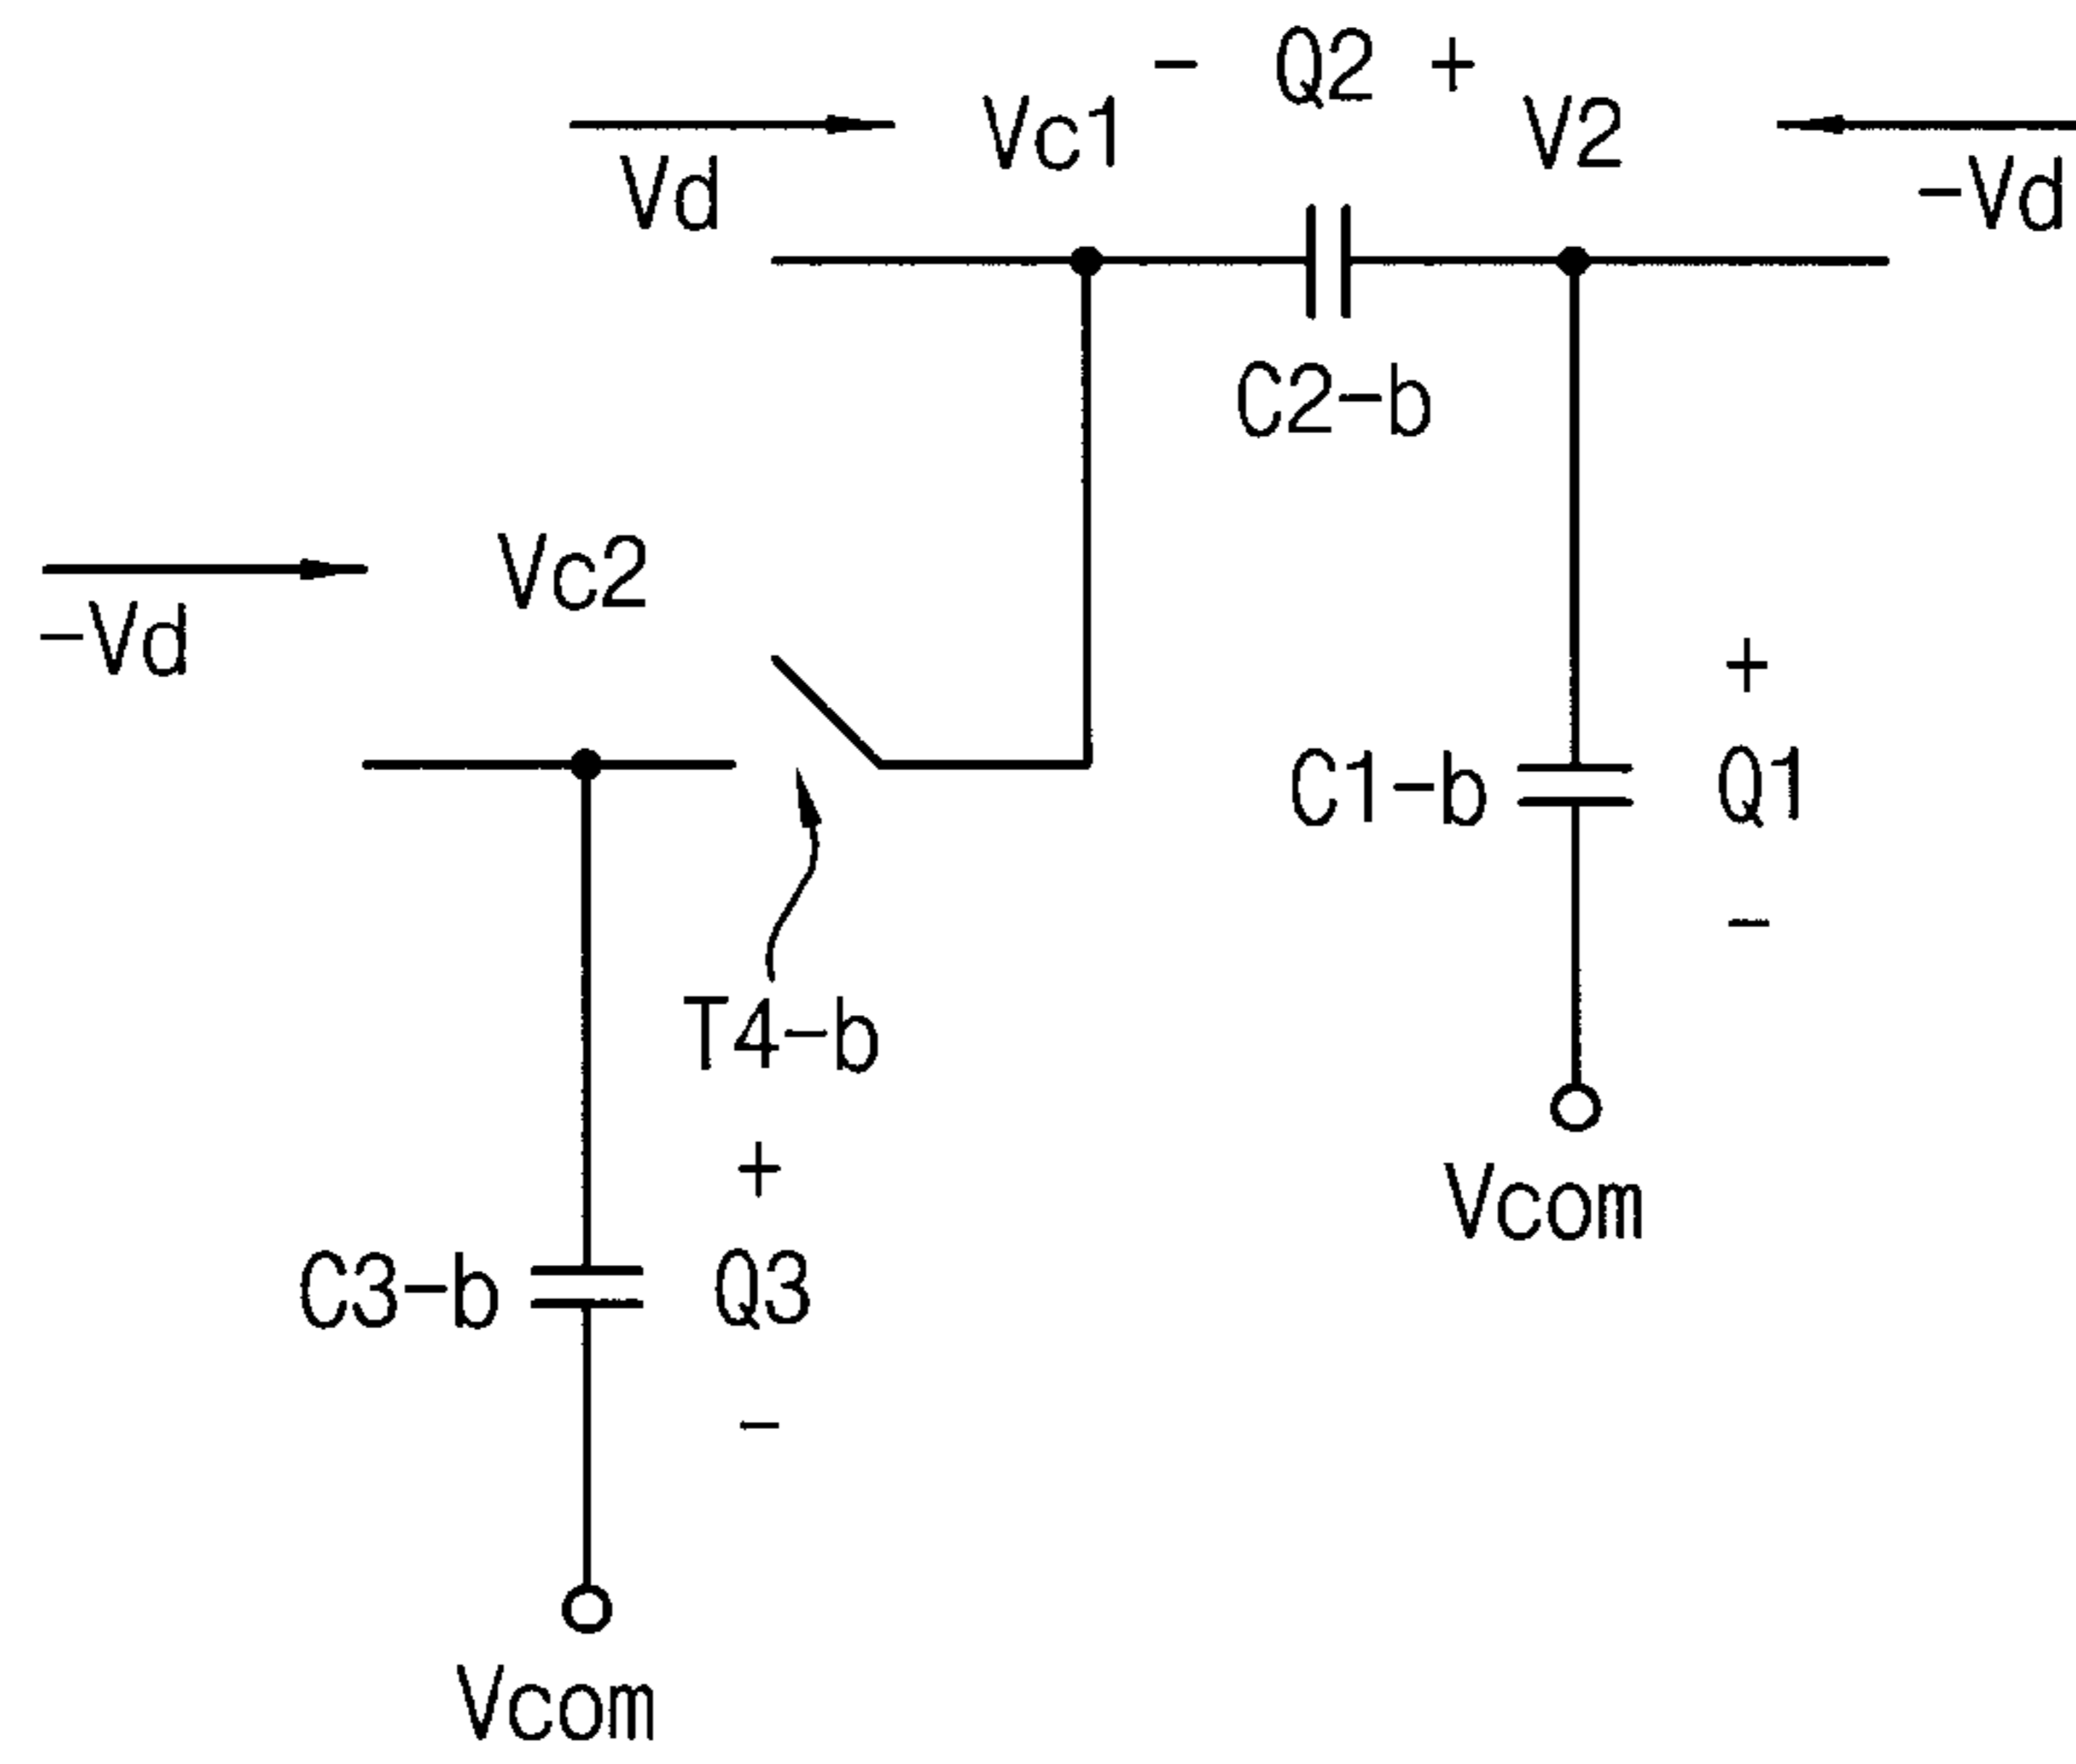 - Q2 +
Vc1
V2
Vd
-Vd
C2-b
Vc2
-Vd
+
C1-b
Q1
-
T4-b
Vcom
+
C3-b
Q3
-
Vcom